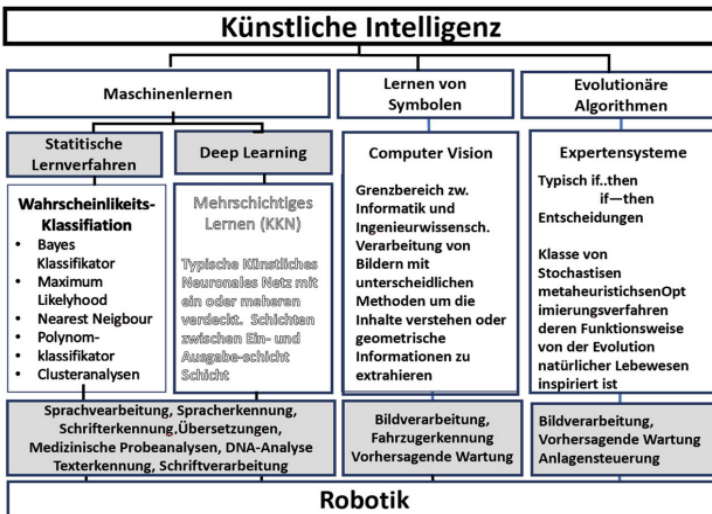 Künstliche Intelligenz
Maschinenlernen
Lernen von
Symbolen
Evolutionäre
Algorithmen
Statitische
Lernverfahren
Deep Learning
Computer Vision
Expertensysteme
Wahrscheinlikeits-
Klassifiation
• Bayes
Klassifikator
• Maximum
Likelyhood
• Nearest Neigbour
• Polynom-
• klassifikator
• Clusteranalysen
Mehrschichtiges
Lernen (KKN)
Typische Künstliches
Neuronales Netz mit
ein oder meheren
verdeckt. Schichten
zwischen Ein- und
Ausgabe-schicht
Schicht
Grenzbereich zw.
Informatik und
Ingenieurwissensch.
Verarbeitung von
Bildern mit
unterscheidlichen
Methoden um die
Inhalte verstehen oder
geometrische
Informationen zu
extrahieren
Typisch if..then
if—then
Entscheidungen
Klasse von
Stochastisen
metaheuristichsenOpt
imierungsverfahren
deren Funktionsweise
von der Evolution
natürlicher Lebewesen
inspiriert ist
Sprachvearbeitung, Spracherkennung,
Schrifterkennung.Übersetzungen,
Medizinische Probeanalysen, DNA-Analyse
Texterkennung, Schriftverarbeitung
Bildverarbeitung,
Fahrzugerkennung
Vorhersagende Wartung
Bildverarbeitung,
Vorhersagende Wartung
Anlagensteuerung
Robotik